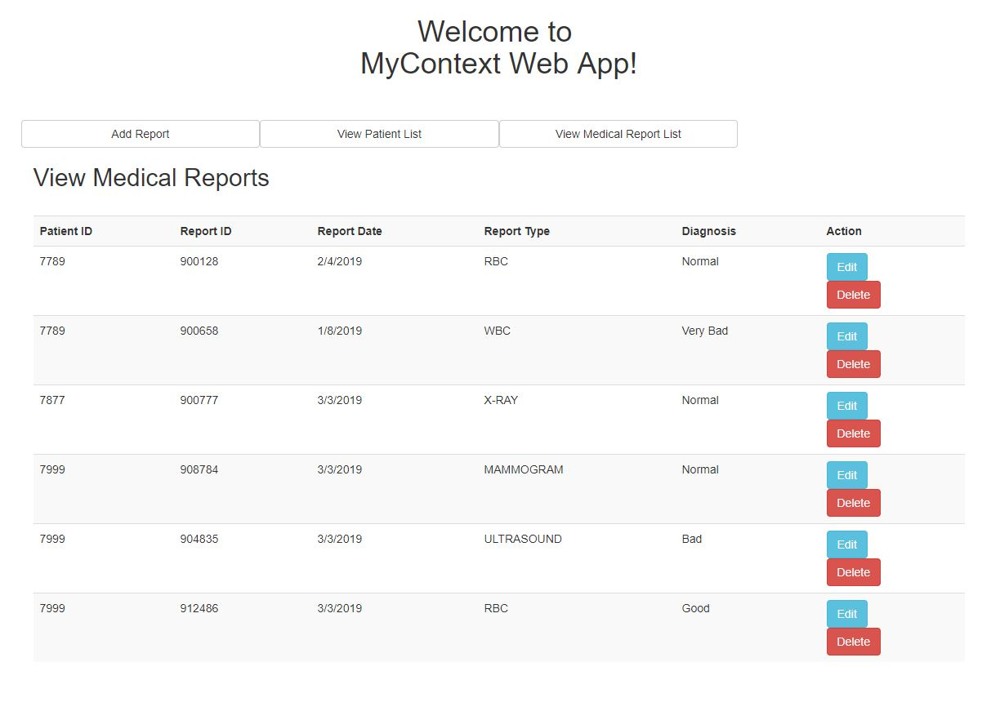 Welcome to
MyContext Web App!
Add Report View Patient List View Medical Report List
View Medical Reports
Patient ID Report ID Report Date Report Type Diagnosis Action
7789 900128 2/4/2019 RBC Normal Edit
Delete
7789 900658 1/8/2019 WBC Very Bad Edit
Delete
7877 900777 3/3/2019 X-RAY Normal Edit
Delete
7999 908784 3/3/2019 MAMMOGRAM Normal Edit
Delete
7999 904835 3/3/2019 ULTRASOUND Bad Edit
Delete
7999 912486 3/3/2019 RBC Good Edit
Delete